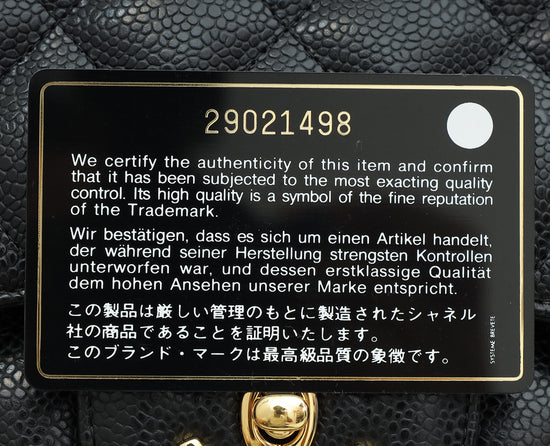 29021498
We certify the authenticity of this item and confirm
that it has been subjected to the most exacting quality
control. Its high quality is a symbol of the fine reputation
of the Trademark.
Wir bestätigen, dass es sich um einen Artikel handelt,
der während seiner Herstellung strengsten Kontrollen
unterworfen war, und dessen erstklassige Qualität
dem hohen Ansehen unserer Marke entspricht.
この製品は厳しい管理のもとに製造されたシャネル
社の商品であることを証明いたします。
このブランド・マークは最高級品質の象徴です。
SYSTEME BREVETE